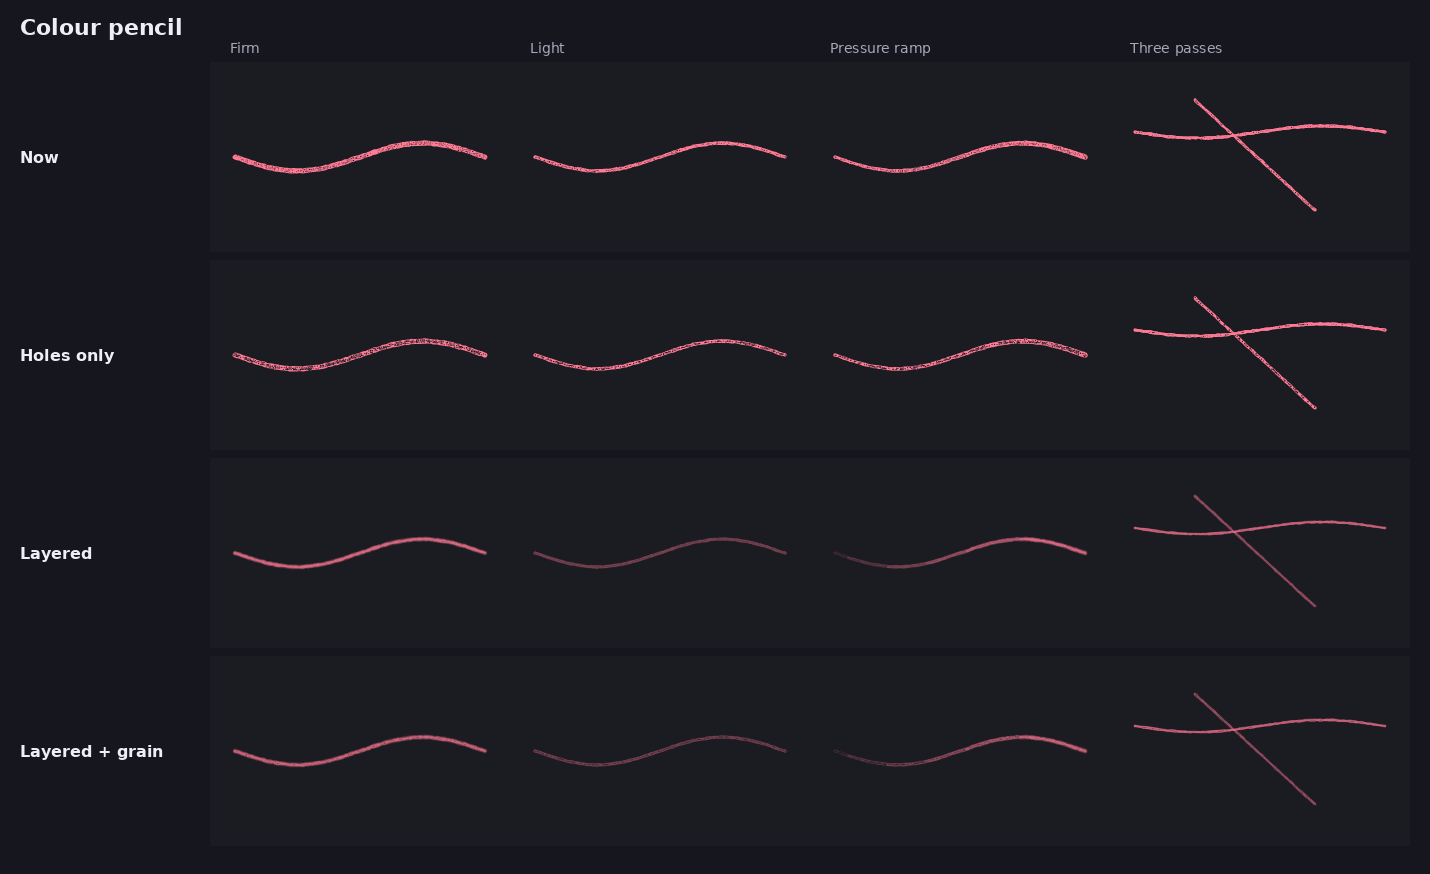 Colour pencil
Firm Light Pressure ramp Three passes
Now
Holes only
Layered
Layered + grain